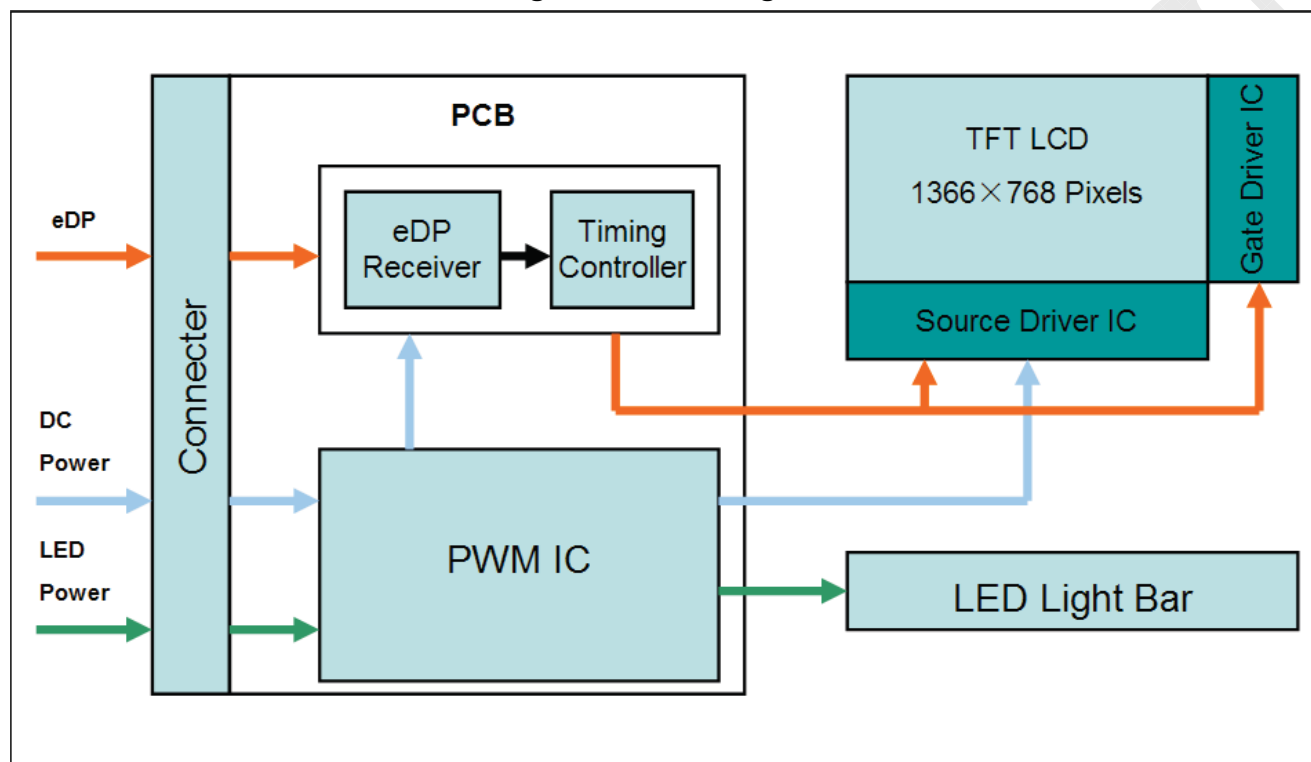 PCB
eDP
Connecter
eDP
Receiver
Timing
Controller
TFT LCD
1366×768 Pixels
Gate Driver IC
Source Driver IC
DC
Power
LED
Power
PWM IC
LED Light Bar